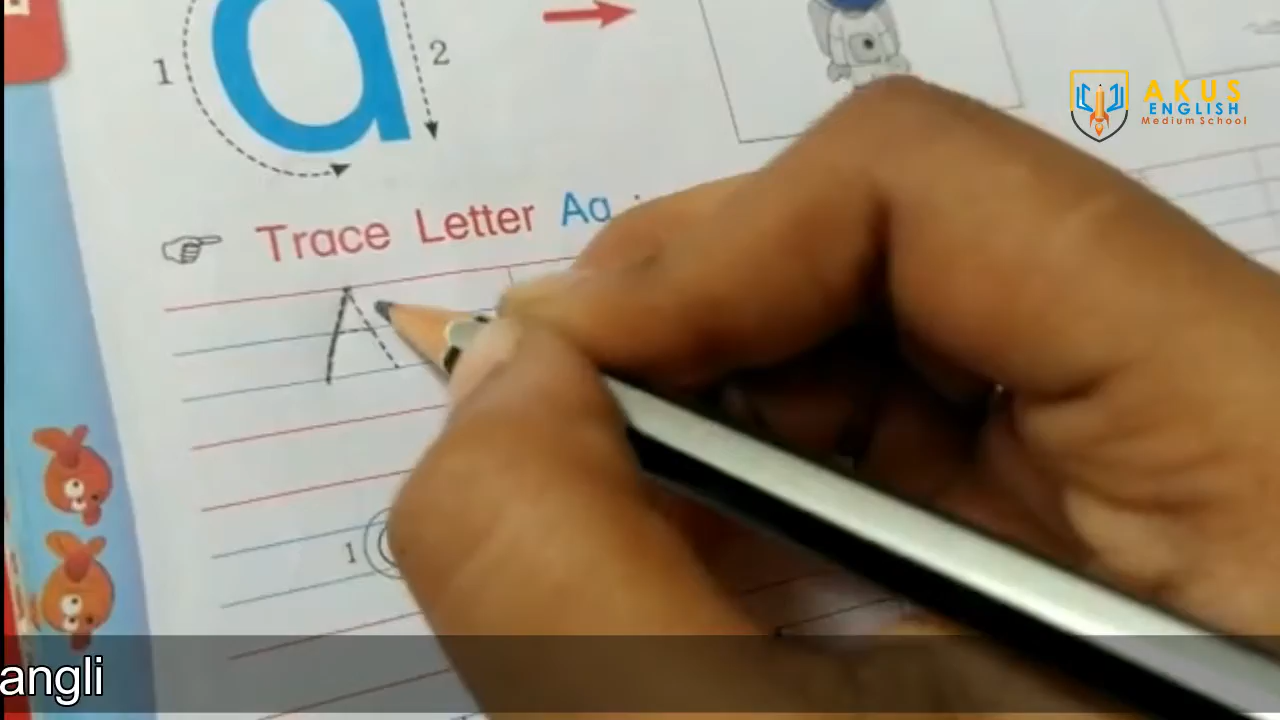 a
1
2
AKUS
ENGLISH
Medium School
Trace Letter Aa :
A
1
angli